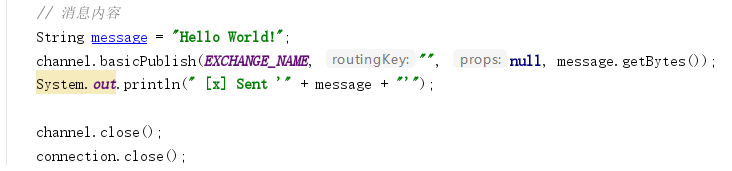 // 消息内容
String message = "Hello World!";
channel.basicPublish(EXCHANGE_NAME, routingKey: "", props: null, message.getBytes());
System.out.println(" [x] Sent '" + message + "'");
channel.close();
connection.close();